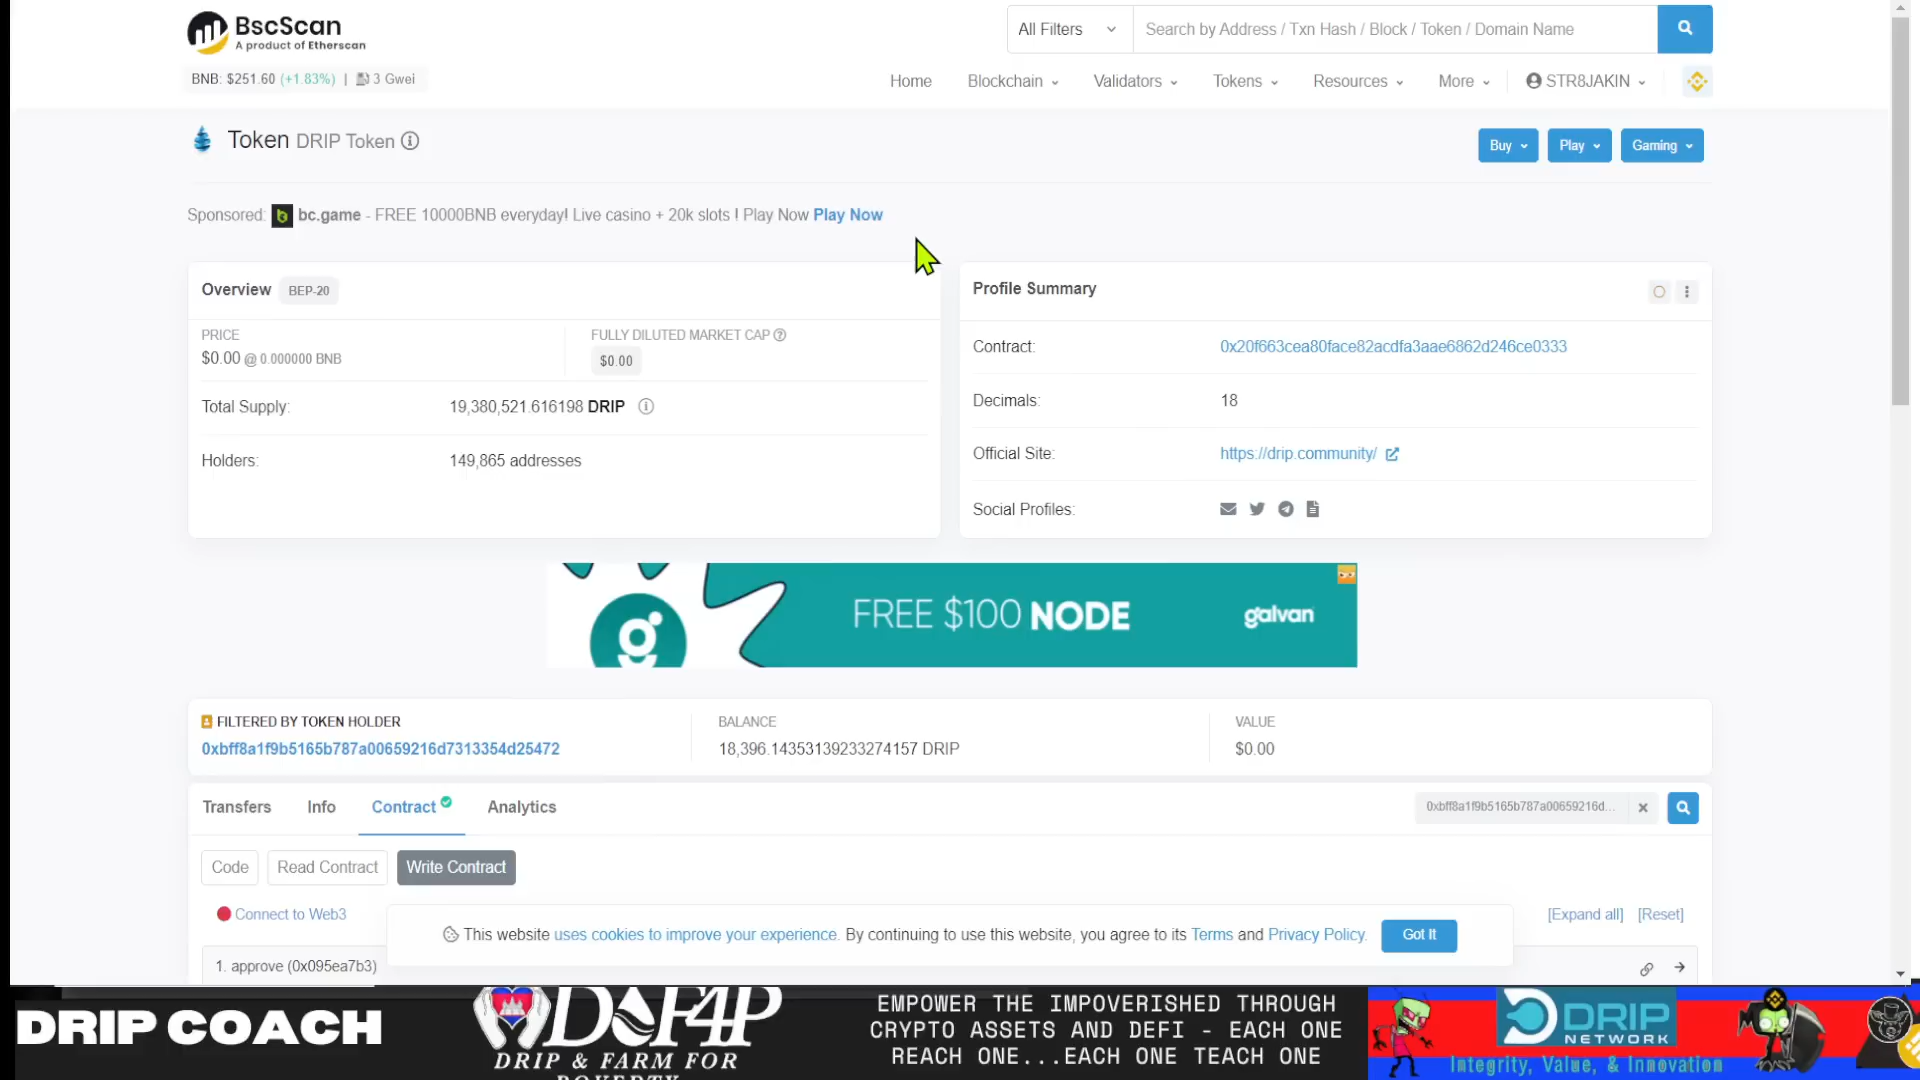 BscScan
A product of Etherscan
All Filters
Search by Address / Txn Hash / Block / Token / Domain Name
BNB: $251.60 (+1.83%) | 3 Gwei
Home Blockchain Validators Tokens Resources More STR8JAKIN
Token DRIP Token
Buy Play Gaming
Sponsored: bc.game - FREE 10000BNB everyday! Live casino + 20k slots ! Play Now Play Now
Overview BEP-20
PRICE
$0.00 @ 0.000000 BNB
FULLY DILUTED MARKET CAP
$0.00
Total Supply: 19,380,521.616198 DRIP
Holders: 149,865 addresses
Profile Summary
Contract: 0x20f663cea80face82acdfa3aae6862d246ce0333
Decimals: 18
Official Site: https://drip.community/
Social Profiles:
FREE $100 NODE
galvan
FILTERED BY TOKEN HOLDER
0xbff8a1f9b5165b787a00659216d7313354d25472
BALANCE
18,396.14353139233274157 DRIP
VALUE
$0.00
Transfers Info Contract Analytics
0xbff8a1f9b5165b787a00659216d...
Code Read Contract Write Contract
Connect to Web3
[Expand all] [Reset]
This website uses cookies to improve your experience. By continuing to use this website, you agree to its Terms and Privacy Policy.
Got It
1. approve (0x095ea7b3)
DRIP COACH
D&F4P
DRIP & FARM FOR
POVERTY
EMPOWER THE IMPOVERISHED THROUGH
CRYPTO ASSETS AND DEFI - EACH ONE
REACH ONE...EACH ONE TEACH ONE
DRIP
NETWORK
Integrity, Value, & Innovation